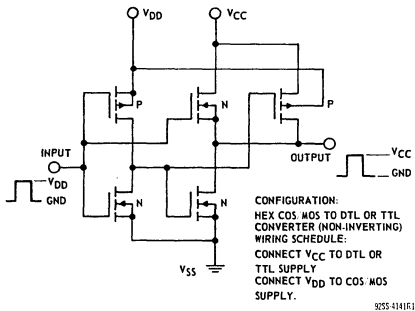 VDD
VCC
P
N
P
INPUT
OUTPUT
VDD
GND
VCC
GND
N
N
VSS
CONFIGURATION:
HEX COS/MOS TO DTL OR TTL
CONVERTER (NON-INVERTING)
WIRING SCHEDULE:
CONNECT VCC TO DTL OR
TTL SUPPLY
CONNECT VDD TO COS/MOS
SUPPLY.
92SS-4141R1